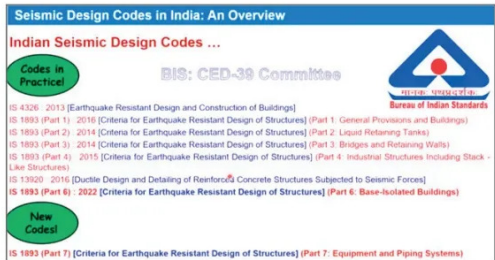 Seismic Design Codes in India: An Overview
Indian Seismic Design Codes …
Codes in
Practice!
BIS: CED-39 Committee
मानक: पथप्रदर्शक:
Bureau of Indian Standards
IS 4326 : 2013 [Earthquake Resistant Design and Construction of Buildings]
IS 1893 (Part 1) : 2016 [Criteria for Earthquake Resistant Design of Structures] (Part 1: General Provisions and Buildings)
IS 1893 (Part 2) : 2014 [Criteria for Earthquake Resistant Design of Structures] (Part 2: Liquid Retaining Tanks)
IS 1893 (Part 3) : 2014 [Criteria for Earthquake Resistant Design of Structures] (Part 3: Bridges and Retaining Walls)
IS 1893 (Part 4) : 2015 [Criteria for Earthquake Resistant Design of Structures] (Part 4: Industrial Structures Including Stack -
Like Structures)
IS 13920 : 2016 [Ductile Design and Detailing of Reinforced Concrete Structures Subjected to Seismic Forces]
IS 1893 (Part 6) : 2022 [Criteria for Earthquake Resistant Design of Structures] (Part 6: Base-Isolated Buildings)
New
Codes!
IS 1893 (Part 7) [Criteria for Earthquake Resistant Design of Structures] (Part 7: Equipment and Piping Systems)